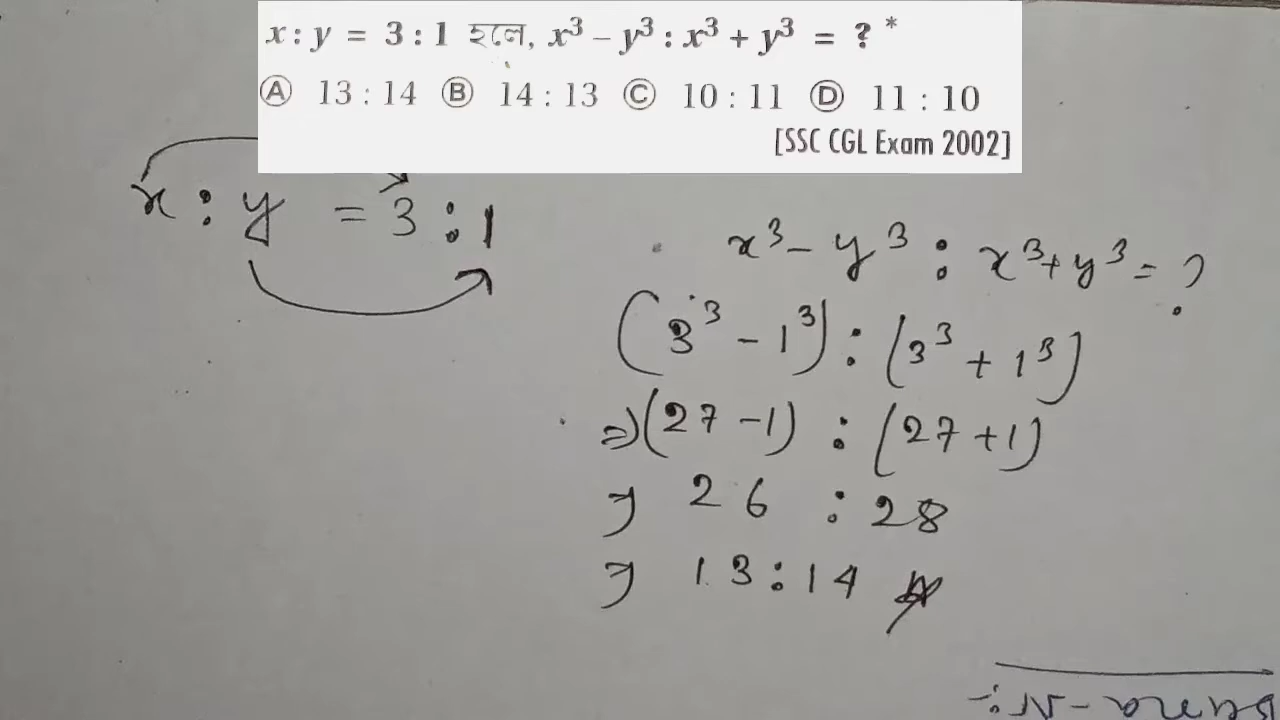 x : y = 3 : 1 হলে, x³ – y³ : x³ + y³ = ? *
Ⓐ 13 : 14 Ⓑ 14 : 13 Ⓒ 10 : 11 Ⓓ 11 : 10
[SSC CGL Exam 2002]
x : y = 3 : 1
x³ – y³ : x³ + y³ = ?
(3³ – 1³) : (3³ + 1³)
⇒ (27 – 1) : (27 + 1)
⇒ 26 : 28
⇒ 13 : 14